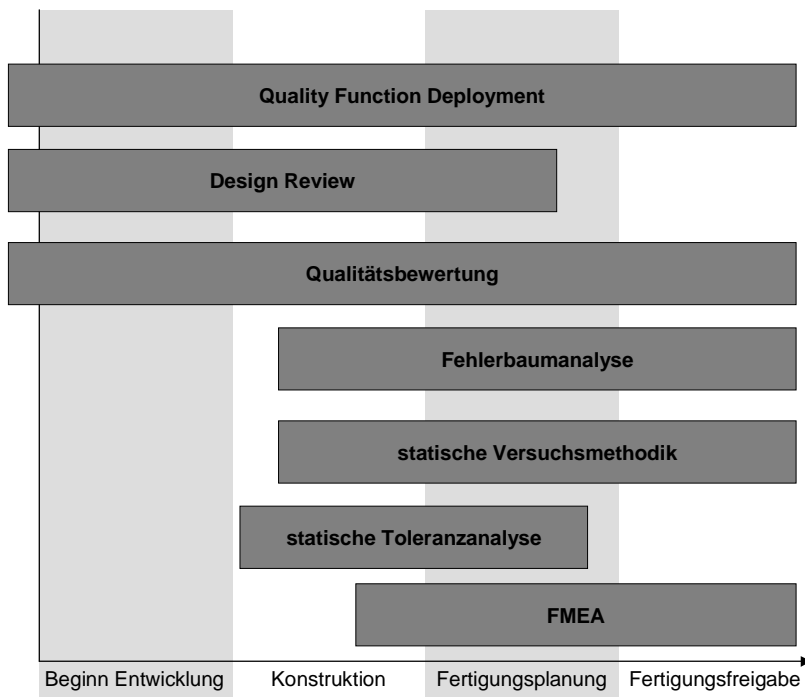 Quality Function Deployment
Design Review
Qualitätsbewertung
Fehlerbaumanalyse
statische Versuchsmethodik
statische Toleranzanalyse
FMEA
Beginn Entwicklung Konstruktion Fertigungsplanung Fertigungsfreigabe